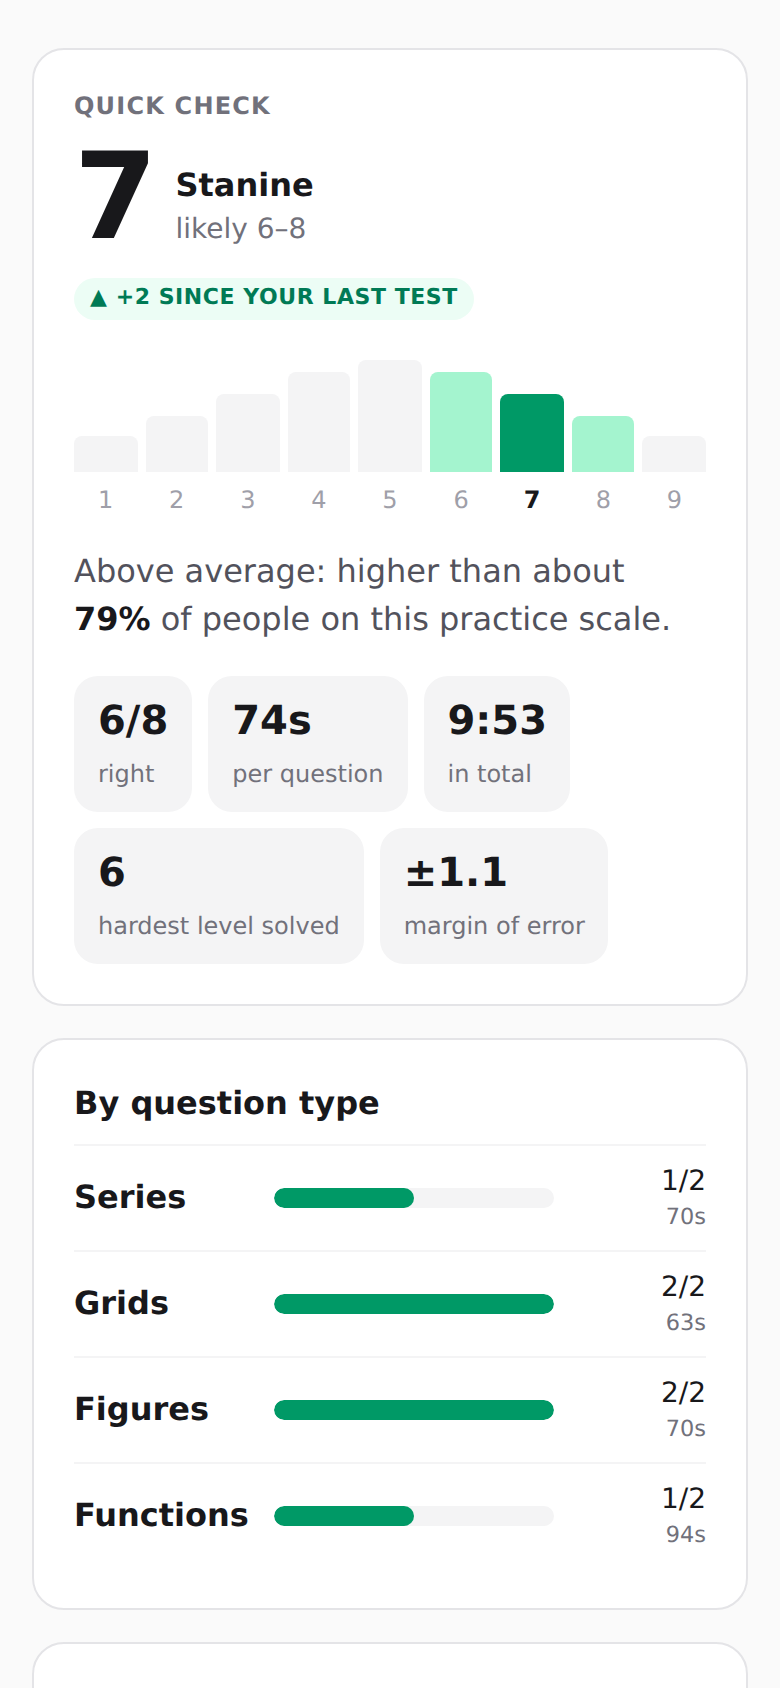 QUICK CHECK
7
Stanine
likely 6–8
▲ +2 SINCE YOUR LAST TEST
1 2 3 4 5 6 7 8 9
Above average: higher than about
79% of people on this practice scale.
6/8 74s 9:53
right per question in total
6 ±1.1
hardest level solved margin of error
By question type
Series 1/2
70s
Grids 2/2
63s
Figures 2/2
70s
Functions 1/2
94s